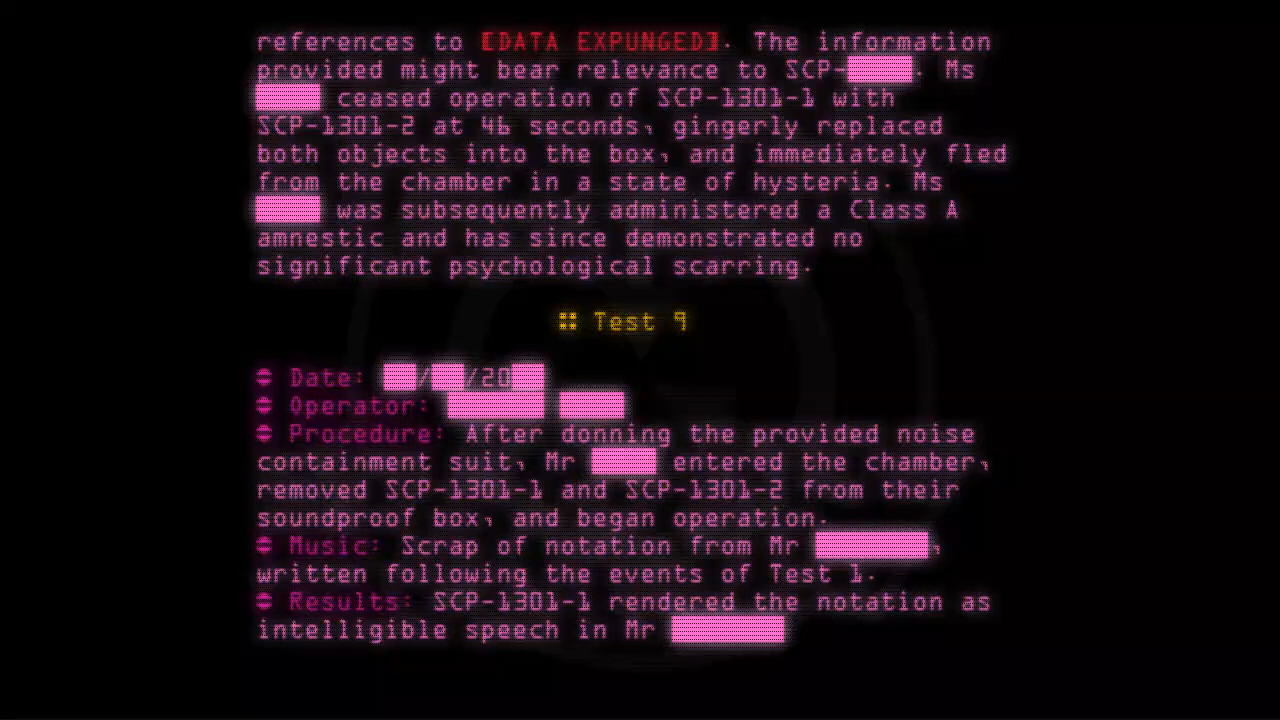 references to [DATA EXPUNGED]. The information
provided might bear relevance to SCP-████. Ms
████ ceased operation of SCP-1301-1 with
SCP-1301-2 at 46 seconds, gingerly replaced
both objects into the box, and immediately fled
from the chamber in a state of hysteria. Ms
████ was subsequently administered a Class A
amnestic and has since demonstrated no
significant psychological scarring.
:: Test 9
Date: ██/██/20██
Operator: ██████ ████
Procedure: After donning the provided noise
containment suit, Mr ████ entered the chamber,
removed SCP-1301-1 and SCP-1301-2 from their
soundproof box, and began operation.
Music: Scrap of notation from Mr ███████,
written following the events of Test 1.
Results: SCP-1301-1 rendered the notation as
intelligible speech in Mr ███████